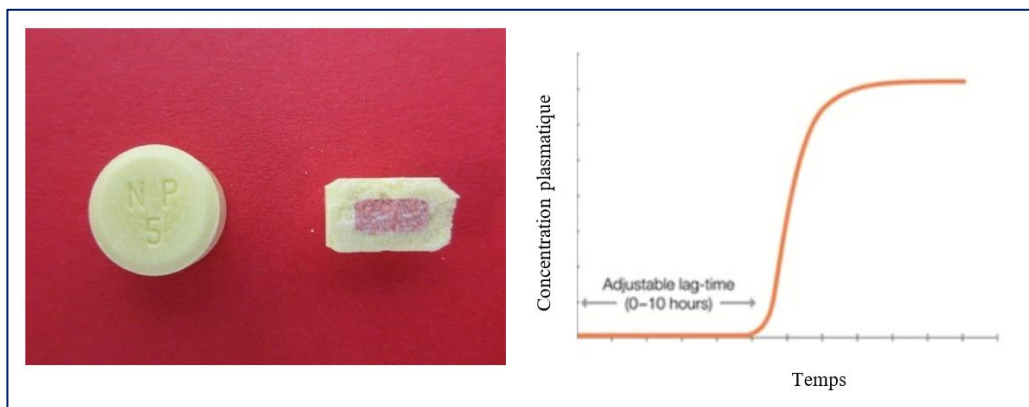 N P
5
Concentration plasmatique
Adjustable lag-time
(0–10 hours)
Temps